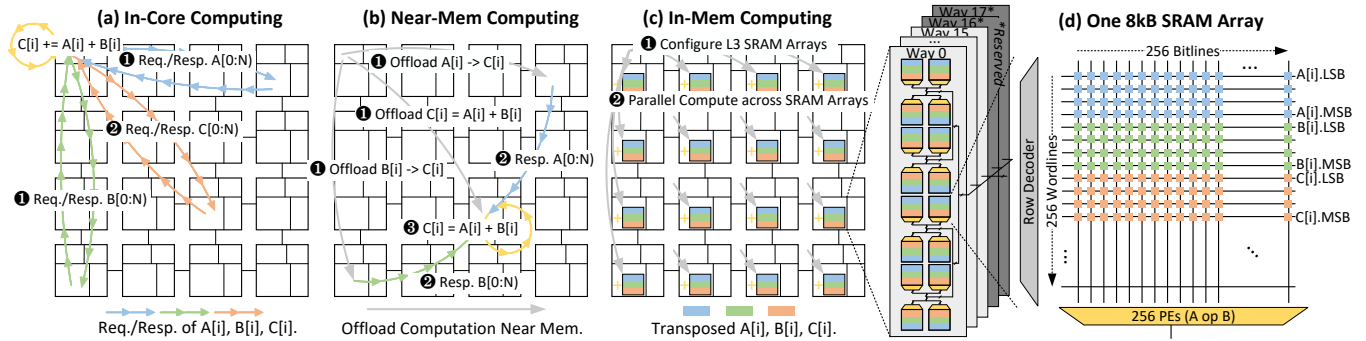 (a) In-Core Computing
C[i] += A[i] + B[i]
❶ Req./Resp. A[0:N)
❷ Req./Resp. C[0:N)
❶ Req./Resp. B[0:N)
Req./Resp. of A[i], B[i], C[i].
(b) Near-Mem Computing
❶ Offload A[i] -> C[i]
❶ Offload C[i] = A[i] + B[i]
❷ Resp. A[0:N)
❶ Offload B[i] -> C[i]
❸ C[i] = A[i] + B[i]
❷ Resp. B[0:N)
Offload Computation Near Mem.
(c) In-Mem Computing
❶ Configure L3 SRAM Arrays
❷ Parallel Compute across SRAM Arrays
+ + + +
+ + + +
+ + + +
+ + + +
+ + + +
Transposed A[i], B[i], C[i].
Way 17*
Way 16*
Way 15
...
Way 0
*Reserved
(d) One 8kB SRAM Array
256 Bitlines
Row Decoder
256 Wordlines
...
A[i].LSB
A[i].MSB
B[i].LSB
B[i].MSB
C[i].LSB
C[i].MSB
256 PEs (A op B)